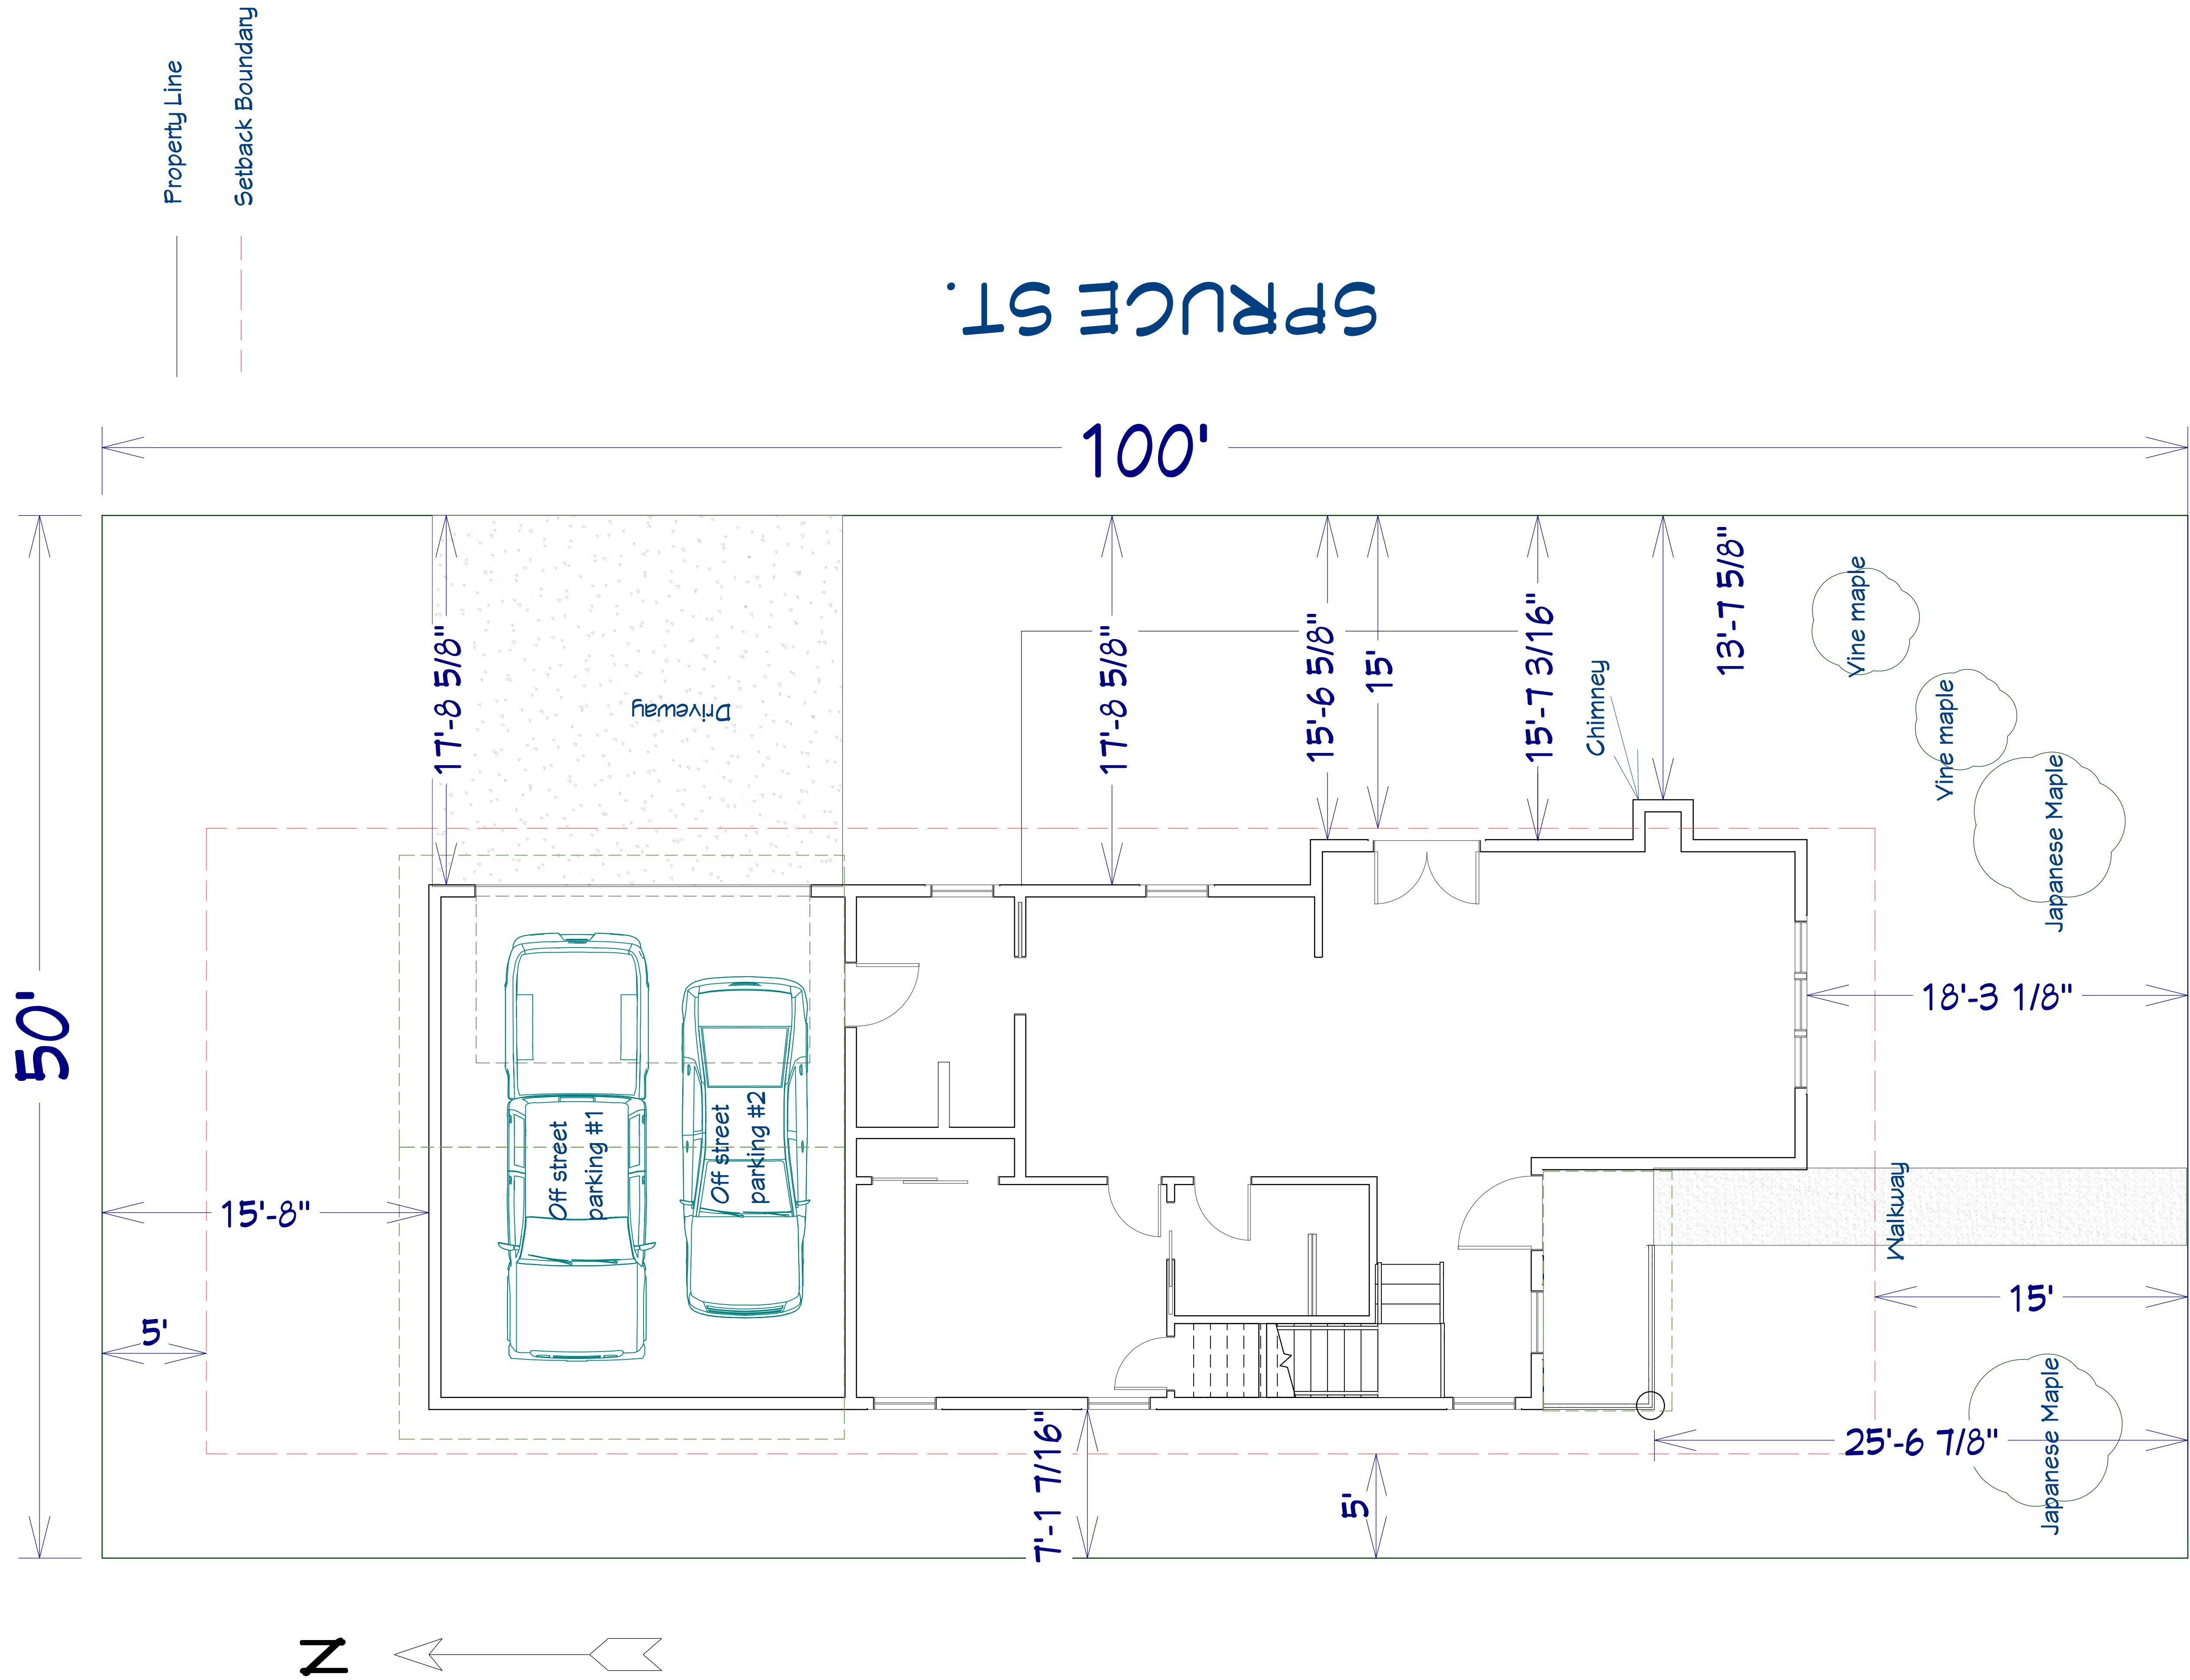 Property Line
Setback Boundary
SPRUCE ST.
100'
50'
17'-8 5/8"
Driveway
17'-8 5/8"
15'-6 5/8"
15'
15'-7 3/16"
Chimney
13'-7 5/8"
Vine maple
Vine maple
Japanese Maple
18'-3 1/8"
Off street
parking #1
Off street
parking #2
15'-8"
5'
Walkway
15'
25'-6 7/8"
Japanese Maple
7'-1 7/16"
5'
N